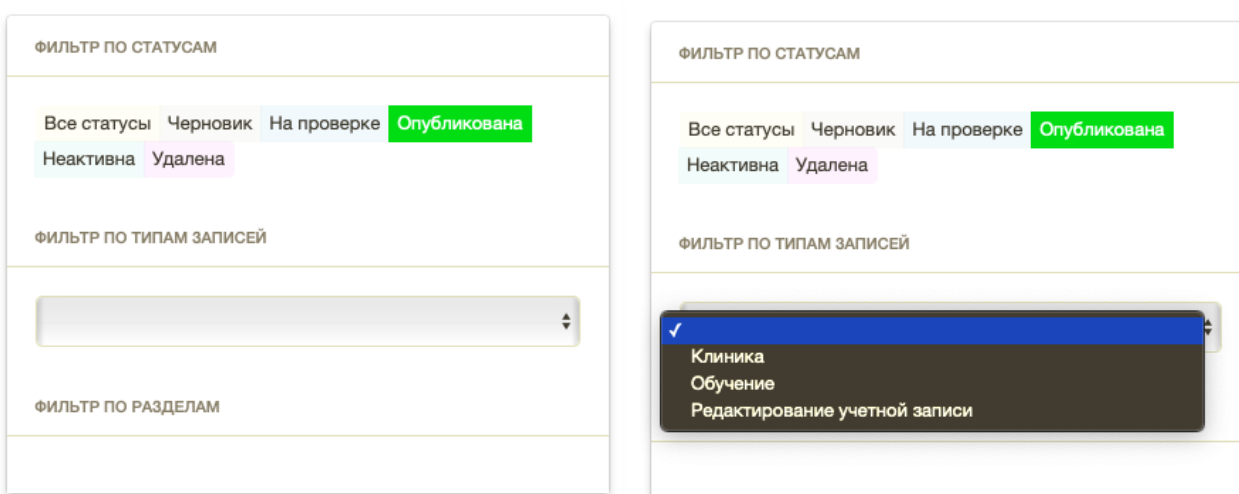 ФИЛЬТР ПО СТАТУСАМ
Все статусы Черновик На проверке Опубликована
Неактивна Удалена
ФИЛЬТР ПО ТИПАМ ЗАПИСЕЙ
ФИЛЬТР ПО РАЗДЕЛАМ
ФИЛЬТР ПО СТАТУСАМ
Все статусы Черновик На проверке Опубликована
Неактивна Удалена
ФИЛЬТР ПО ТИПАМ ЗАПИСЕЙ
✓
Клиника
Обучение
Редактирование учетной записи